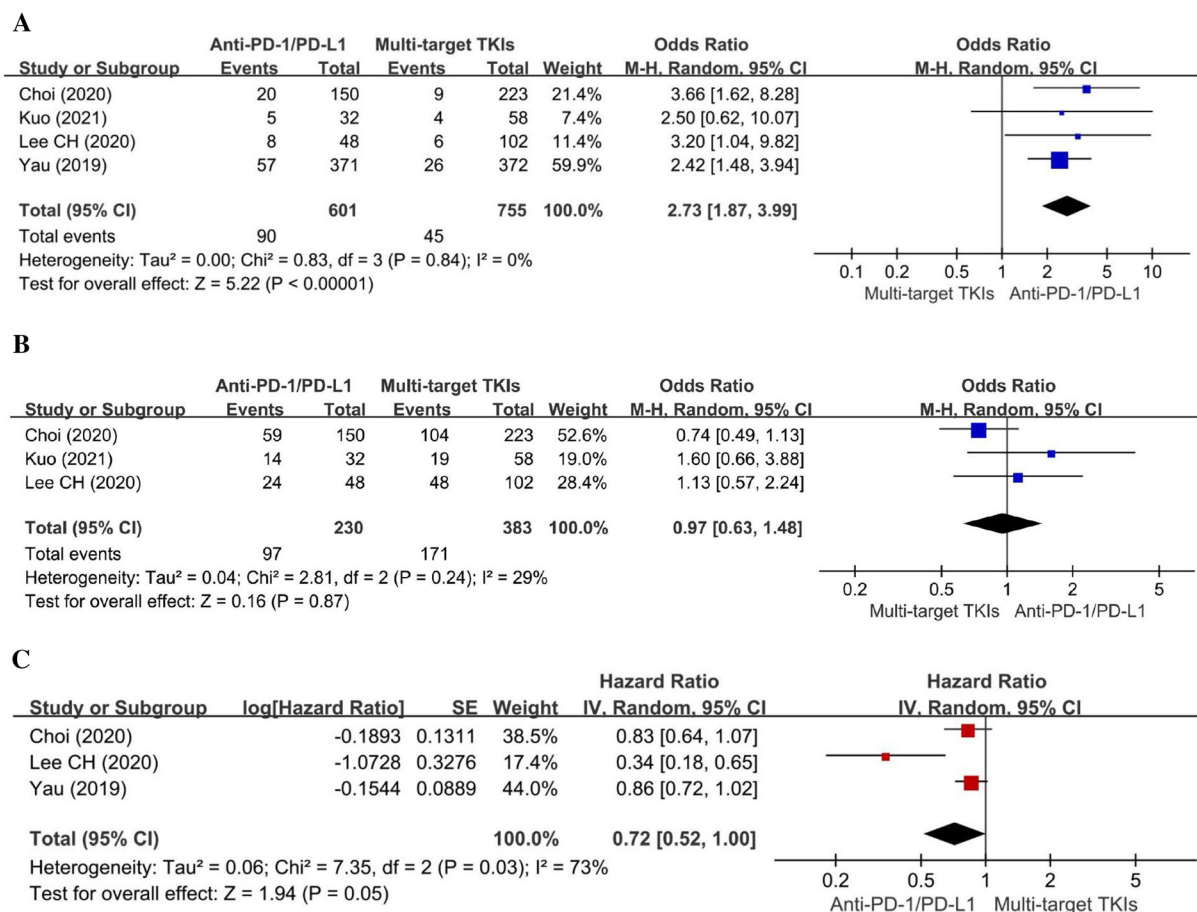 A
Anti-PD-1/PD-L1 Multi-target TKIs Odds Ratio Odds Ratio
Study or Subgroup Events Total Events Total Weight M-H, Random, 95% CI M-H, Random, 95% CI
Choi (2020) 20 150 9 223 21.4% 3.66 [1.62, 8.28]
Kuo (2021) 5 32 4 58 7.4% 2.50 [0.62, 10.07]
Lee CH (2020) 8 48 6 102 11.4% 3.20 [1.04, 9.82]
Yau (2019) 57 371 26 372 59.9% 2.42 [1.48, 3.94]
Total (95% CI) 601 755 100.0% 2.73 [1.87, 3.99]
Total events 90 45
Heterogeneity: Tau² = 0.00; Chi² = 0.83, df = 3 (P = 0.84); I² = 0%
Test for overall effect: Z = 5.22 (P < 0.00001)
0.1 0.2 0.5 1 2 5 10
Multi-target TKIs Anti-PD-1/PD-L1
B
Anti-PD-1/PD-L1 Multi-target TKIs Odds Ratio Odds Ratio
Study or Subgroup Events Total Events Total Weight M-H, Random, 95% CI M-H, Random, 95% CI
Choi (2020) 59 150 104 223 52.6% 0.74 [0.49, 1.13]
Kuo (2021) 14 32 19 58 19.0% 1.60 [0.66, 3.88]
Lee CH (2020) 24 48 48 102 28.4% 1.13 [0.57, 2.24]
Total (95% CI) 230 383 100.0% 0.97 [0.63, 1.48]
Total events 97 171
Heterogeneity: Tau² = 0.04; Chi² = 2.81, df = 2 (P = 0.24); I² = 29%
Test for overall effect: Z = 0.16 (P = 0.87)
0.2 0.5 1 2 5
Multi-target TKIs Anti-PD-1/PD-L1
C
Hazard Ratio Hazard Ratio
Study or Subgroup log[Hazard Ratio] SE Weight IV, Random, 95% CI IV, Random, 95% CI
Choi (2020) -0.1893 0.1311 38.5% 0.83 [0.64, 1.07]
Lee CH (2020) -1.0728 0.3276 17.4% 0.34 [0.18, 0.65]
Yau (2019) -0.1544 0.0889 44.0% 0.86 [0.72, 1.02]
Total (95% CI) 100.0% 0.72 [0.52, 1.00]
Heterogeneity: Tau² = 0.06; Chi² = 7.35, df = 2 (P = 0.03); I² = 73%
Test for overall effect: Z = 1.94 (P = 0.05)
0.2 0.5 1 2 5
Anti-PD-1/PD-L1 Multi-target TKIs